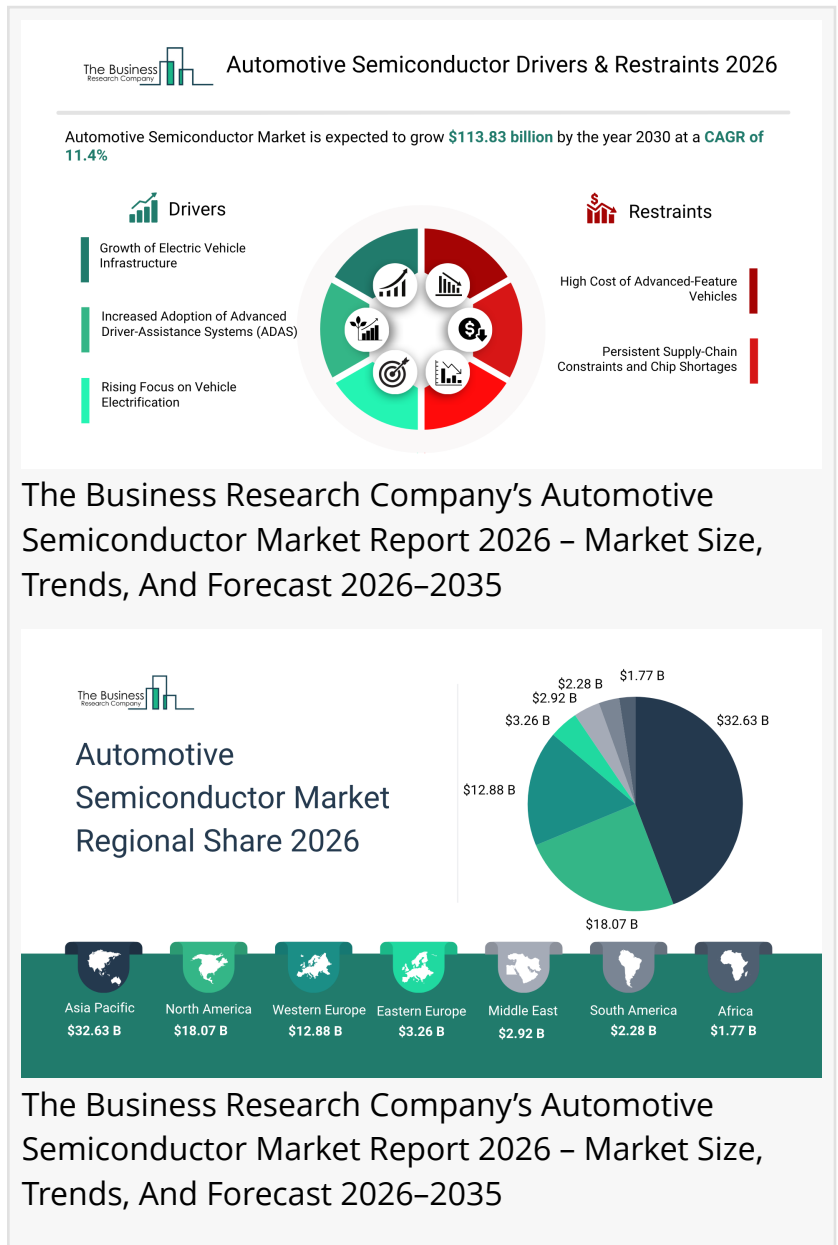 The Business
Research Company
Automotive Semiconductor Drivers & Restraints 2026
Automotive Semiconductor Market is expected to grow $113.83 billion by the year 2030 at a CAGR of
11.4%
Drivers
Growth of Electric Vehicle
Infrastructure
Increased Adoption of Advanced
Driver-Assistance Systems (ADAS)
Rising Focus on Vehicle
Electrification
Restraints
High Cost of Advanced-Feature
Vehicles
Persistent Supply-Chain
Constraints and Chip Shortages
The Business Research Company’s Automotive
Semiconductor Market Report 2026 – Market Size,
Trends, And Forecast 2026–2035
The Business
Research Company
Automotive
Semiconductor Market
Regional Share 2026
$1.77 B
$2.28 B
$2.92 B
$3.26 B
$32.63 B
$12.88 B
$18.07 B
Asia Pacific
$32.63 B
North America
$18.07 B
Western Europe
$12.88 B
Eastern Europe
$3.26 B
Middle East
$2.92 B
South America
$2.28 B
Africa
$1.77 B
The Business Research Company’s Automotive
Semiconductor Market Report 2026 – Market Size,
Trends, And Forecast 2026–2035